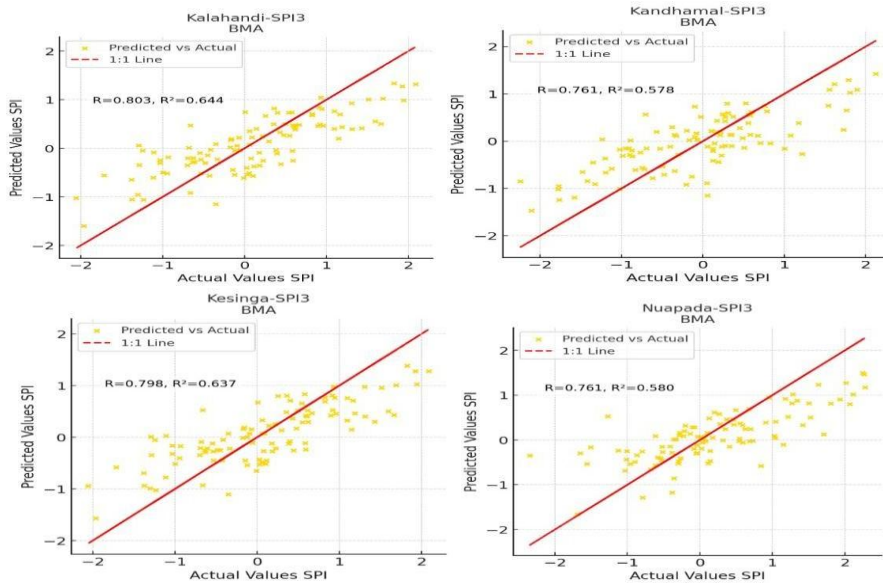 Kalahandi-SPI3
BMA
Predicted vs Actual
1:1 Line
R=0.803, R²=0.644
Predicted Values SPI
2
1
0
−1
−2
−2
−1
0
1
2
Actual Values SPI
Kandhamal-SPI3
BMA
Predicted vs Actual
1:1 Line
R=0.761, R²=0.578
Predicted Values SPI
2
1
0
−1
−2
−2
−1
0
1
2
Actual Values SPI
Kesinga-SPI3
BMA
Predicted vs Actual
1:1 Line
R=0.798, R²=0.637
Predicted Values SPI
2
1
0
−1
−2
−2
−1
0
1
2
Actual Values SPI
Nuapada-SPI3
BMA
Predicted vs Actual
1:1 Line
R=0.761, R²=0.580
Predicted Values SPI
2
1
0
−1
−2
−2
−1
0
1
2
Actual Values SPI